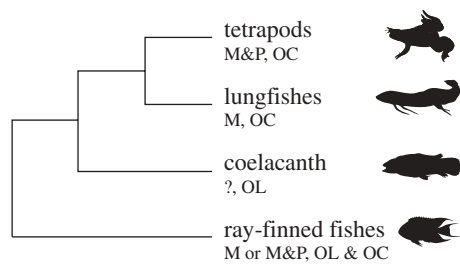 tetrapods
M&P, OC
lungfishes
M, OC
coelacanth
?, OL
ray-finned fishes
M or M&P, OL & OC